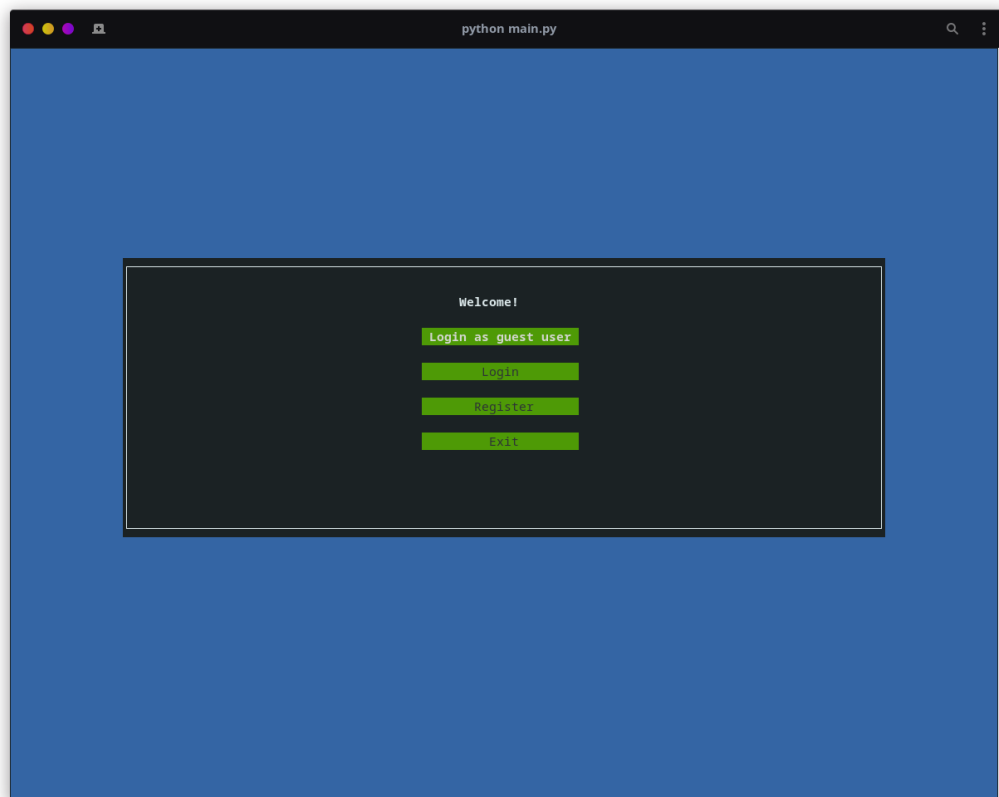 python main.py
Welcome!
Login as guest user
Login
Register
Exit